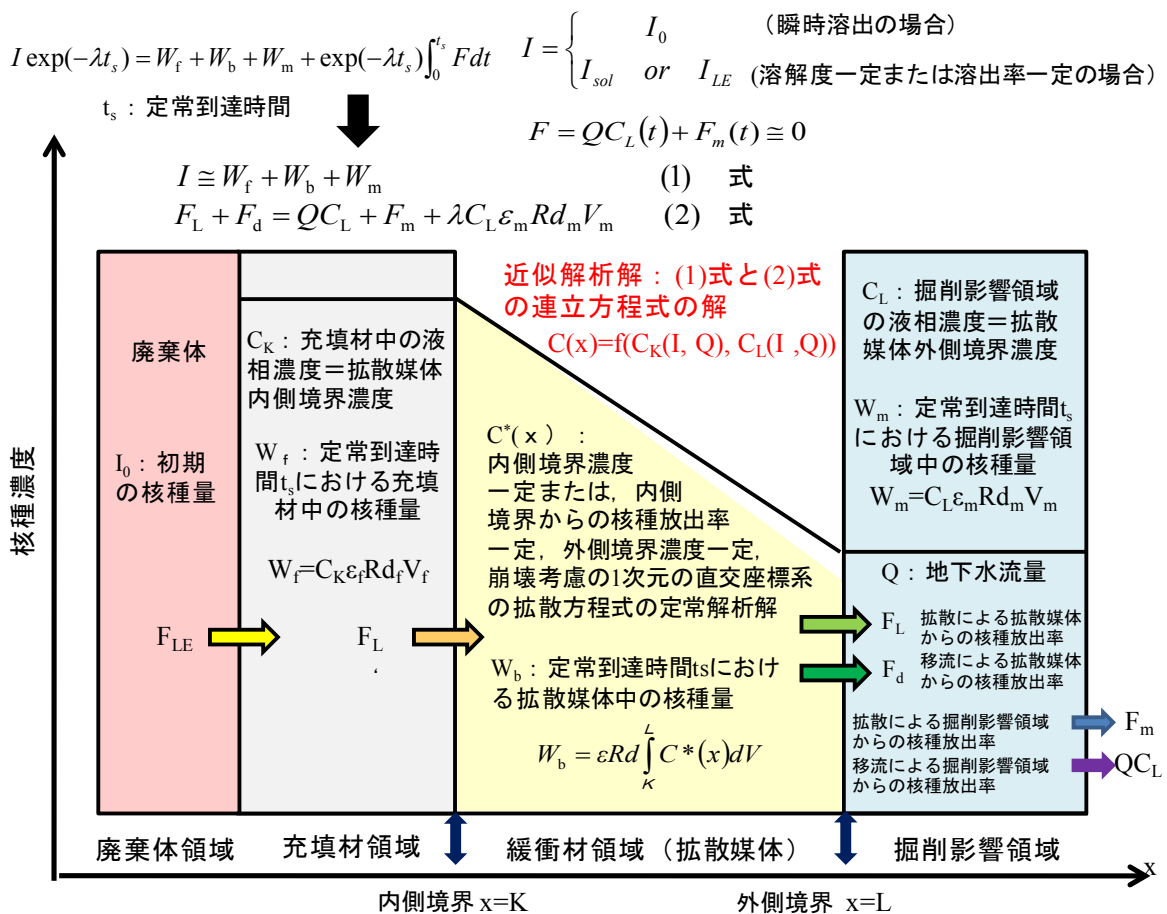 I exp(−λt_s) = W_f + W_b + W_m + exp(−λt_s)∫_0^{t_s} Fdt
I = { I_0 （瞬時溶出の場合）
I_sol or I_LE (溶解度一定または溶出率一定の場合）
t_s：定常到達時間
F = QC_L(t) + F_m(t) ≅ 0
I ≅ W_f + W_b + W_m (1) 式
F_L + F_d = QC_L + F_m + λC_L ε_m Rd_m V_m (2) 式
核種濃度
廃棄体
I_0：初期
の核種量
F_LE
C_K：充填材中の液
相濃度＝拡散媒体
内側境界濃度
W_f：定常到達時
間t_sにおける充填
材中の核種量
W_f=C_Kε_fRd_fV_f
F_L
‘
近似解析解：(1)式と(2)式
の連立方程式の解
C(x)=f(C_K(I, Q), C_L(I ,Q))
C^*(ｘ)：
内側境界濃度
一定または，内側
境界からの核種放出率
一定，外側境界濃度一定，
崩壊考慮の1次元の直交座標系
の拡散方程式の定常解析解
W_b：定常到達時間tsにおけ
る拡散媒体中の核種量
W_b = εRd∫_K^L C*(x)dV
C_L：掘削影響領域
の液相濃度＝拡散
媒体外側境界濃度
W_m：定常到達時間t_s
における掘削影響領
域中の核種量
W_m=C_Lε_mRd_mV_m
Q：地下水流量
F_L 拡散による拡散媒体
からの核種放出率
F_d 移流による拡散媒体
からの核種放出率
拡散による掘削影響領域
からの核種放出率
F_m
移流による掘削影響領域
からの核種放出率
QC_L
廃棄体領域 充填材領域 緩衝材領域（拡散媒体） 掘削影響領域
x
内側境界 x=K 外側境界 x=L